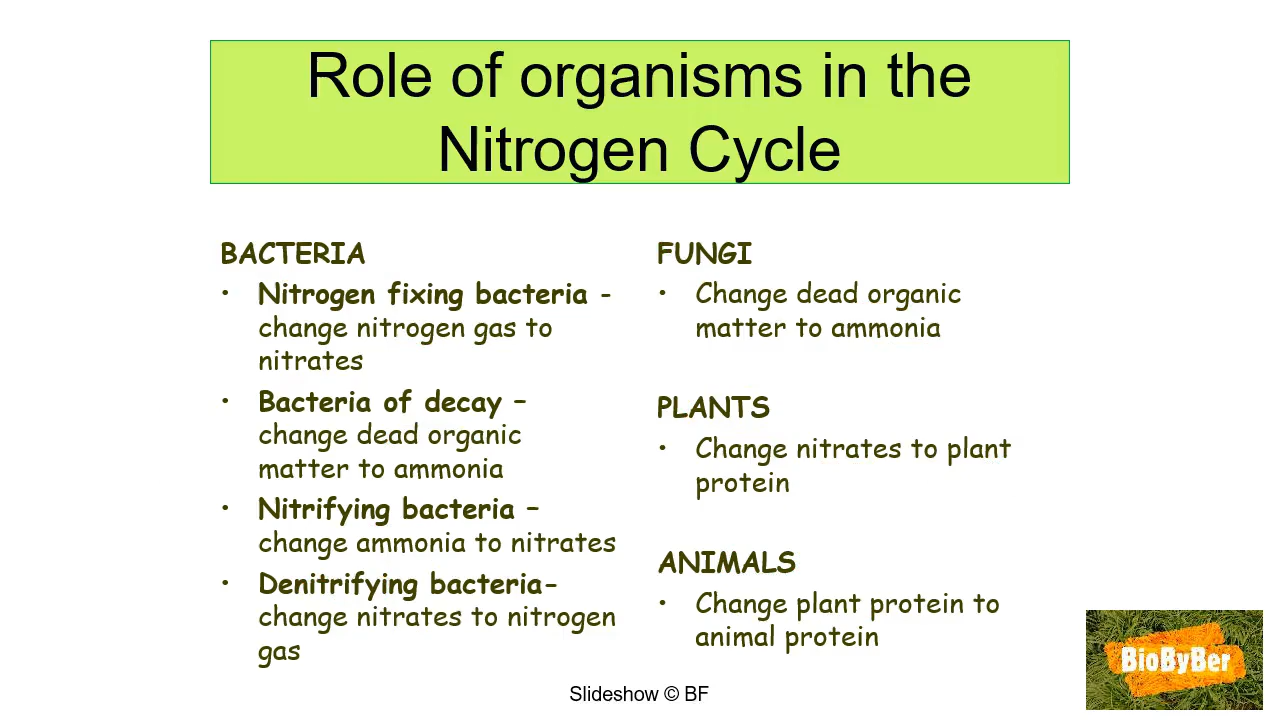 Role of organisms in the
Nitrogen Cycle
BACTERIA
• Nitrogen fixing bacteria -
change nitrogen gas to
nitrates
• Bacteria of decay –
change dead organic
matter to ammonia
• Nitrifying bacteria –
change ammonia to nitrates
• Denitrifying bacteria-
change nitrates to nitrogen
gas
FUNGI
• Change dead organic
matter to ammonia
PLANTS
• Change nitrates to plant
protein
ANIMALS
• Change plant protein to
animal protein
BioByBer
Slideshow © BF